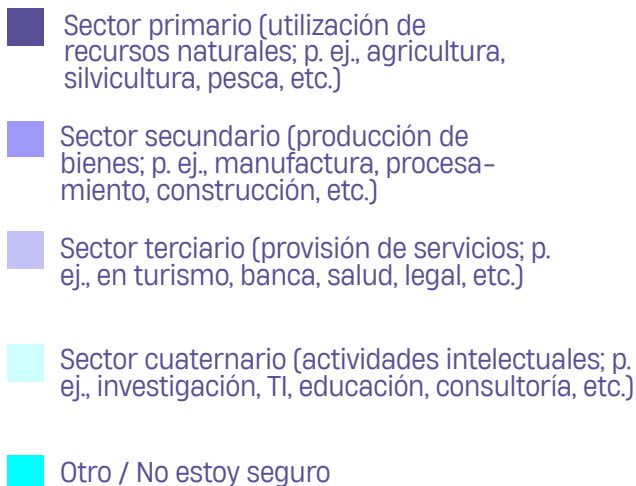 Sector primario (utilización de
recursos naturales; p. ej., agricultura,
silvicultura, pesca, etc.)
Sector secundario (producción de
bienes; p. ej., manufactura, procesa-
miento, construcción, etc.)
Sector terciario (provisión de servicios; p.
ej., en turismo, banca, salud, legal, etc.)
Sector cuaternario (actividades intelectuales; p.
ej., investigación, TI, educación, consultoría, etc.)
Otro / No estoy seguro